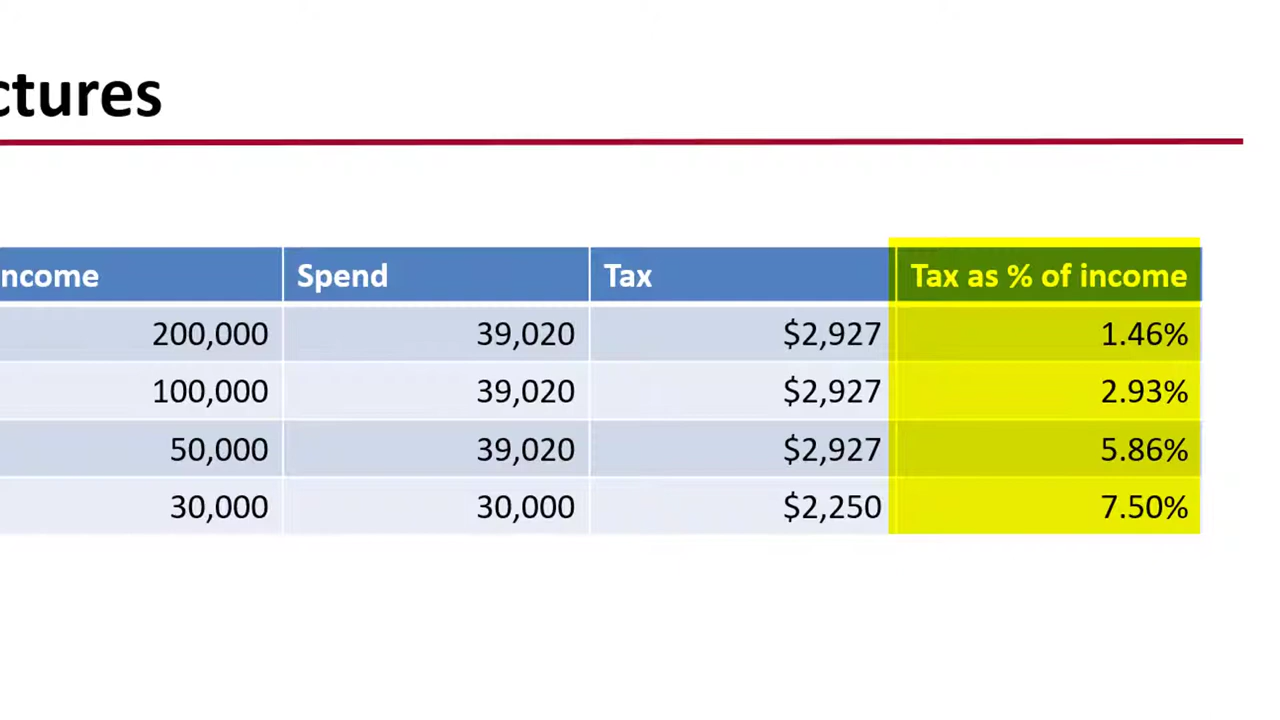 ctures
ncome Spend Tax Tax as % of income
200,000 39,020 $2,927 1.46%
100,000 39,020 $2,927 2.93%
50,000 39,020 $2,927 5.86%
30,000 30,000 $2,250 7.50%